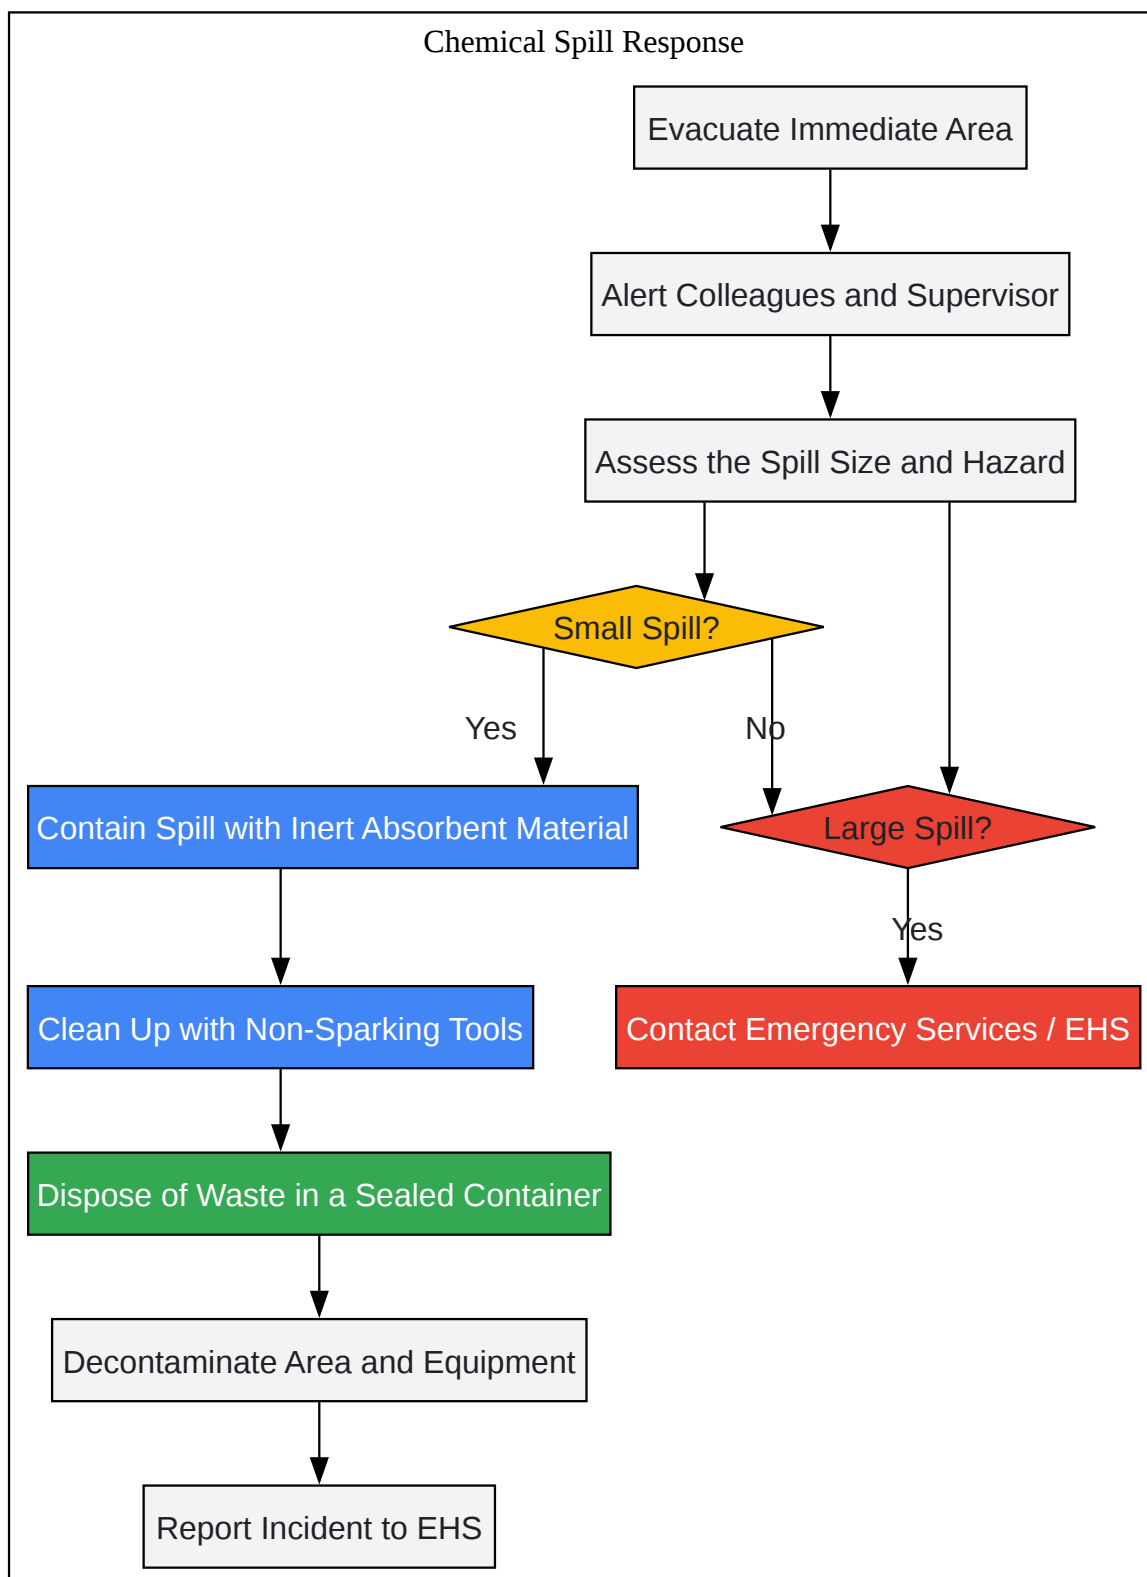 Chemical Spill Response
Evacuate Immediate Area
Alert Colleagues and Supervisor
Assess the Spill Size and Hazard
Small Spill?
Yes
No
Contain Spill with Inert Absorbent Material
Large Spill?
Yes
Clean Up with Non-Sparking Tools
Contact Emergency Services / EHS
Dispose of Waste in a Sealed Container
Decontaminate Area and Equipment
Report Incident to EHS